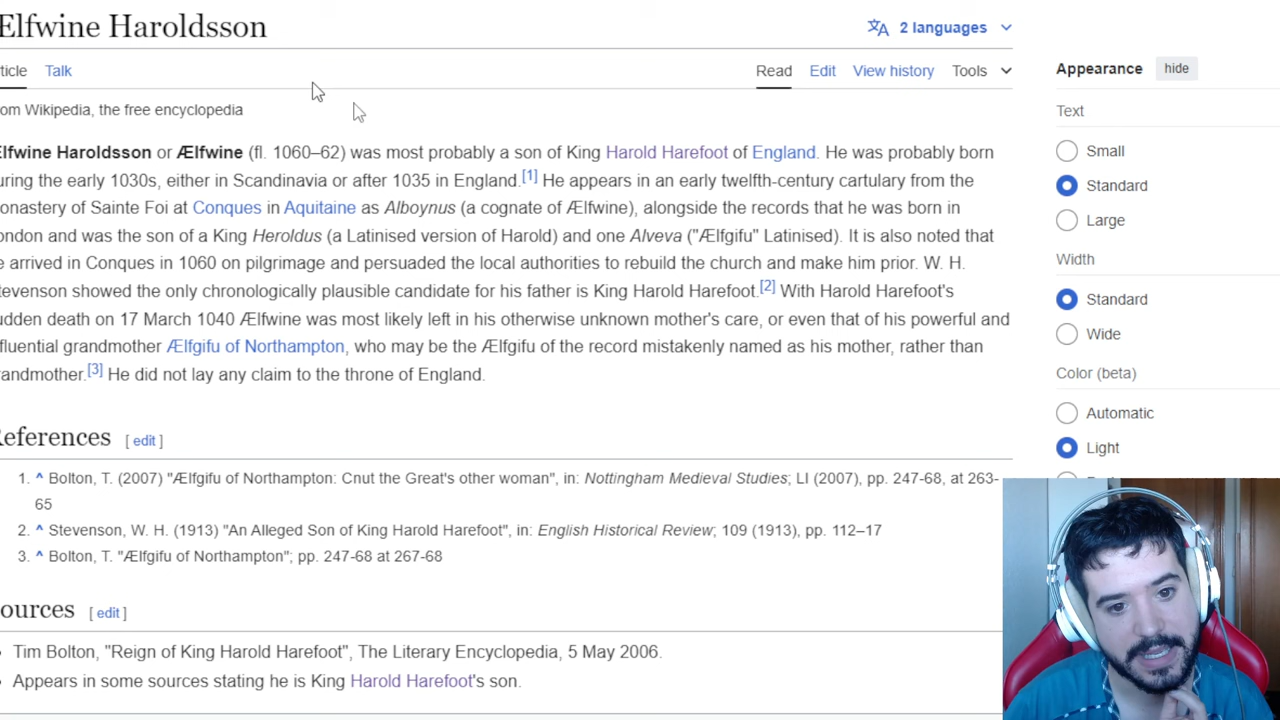 Ælfwine Haroldsson
2 languages
ticle Talk Read Edit View history Tools
om Wikipedia, the free encyclopedia
lfwine Haroldsson or Ælfwine (fl. 1060–62) was most probably a son of King Harold Harefoot of England. He was probably born
uring the early 1030s, either in Scandinavia or after 1035 in England.[1] He appears in an early twelfth-century cartulary from the
onastery of Sainte Foi at Conques in Aquitaine as Alboynus (a cognate of Ælfwine), alongside the records that he was born in
ondon and was the son of a King Heroldus (a Latinised version of Harold) and one Alveva ("Ælfgifu" Latinised). It is also noted that
e arrived in Conques in 1060 on pilgrimage and persuaded the local authorities to rebuild the church and make him prior. W. H.
tevenson showed the only chronologically plausible candidate for his father is King Harold Harefoot.[2] With Harold Harefoot's
udden death on 17 March 1040 Ælfwine was most likely left in his otherwise unknown mother's care, or even that of his powerful and
fluential grandmother Ælfgifu of Northampton, who may be the Ælfgifu of the record mistakenly named as his mother, rather than
randmother.[3] He did not lay any claim to the throne of England.
References [ edit ]
1. ^ Bolton, T. (2007) "Ælfgifu of Northampton: Cnut the Great's other woman", in: Nottingham Medieval Studies; LI (2007), pp. 247-68, at 263-
65
2. ^ Stevenson, W. H. (1913) "An Alleged Son of King Harold Harefoot", in: English Historical Review; 109 (1913), pp. 112–17
3. ^ Bolton, T. "Ælfgifu of Northampton"; pp. 247-68 at 267-68
ources [ edit ]
Tim Bolton, "Reign of King Harold Harefoot", The Literary Encyclopedia, 5 May 2006.
Appears in some sources stating he is King Harold Harefoot's son.
Appearance hide
Text
Small
Standard
Large
Width
Standard
Wide
Color (beta)
Automatic
Light